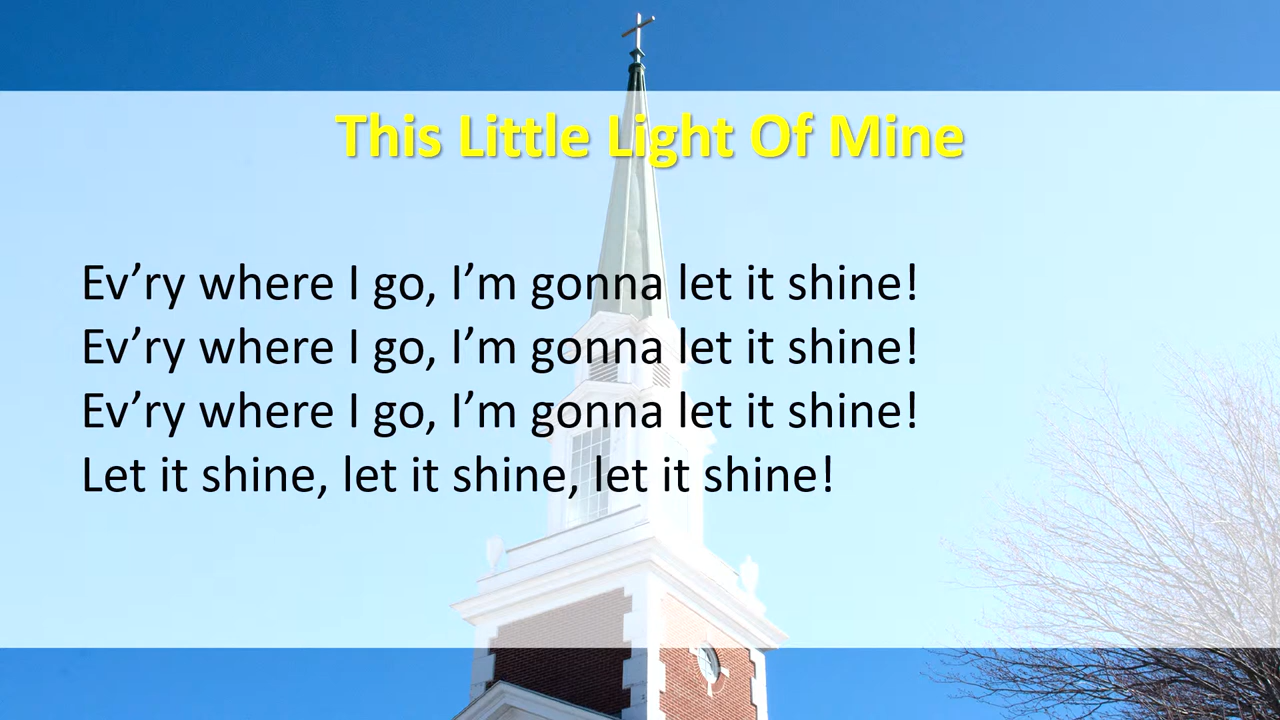 This Little Light Of Mine
Ev’ry where I go, I’m gonna let it shine!
Ev’ry where I go, I’m gonna let it shine!
Ev’ry where I go, I’m gonna let it shine!
Let it shine, let it shine, let it shine!